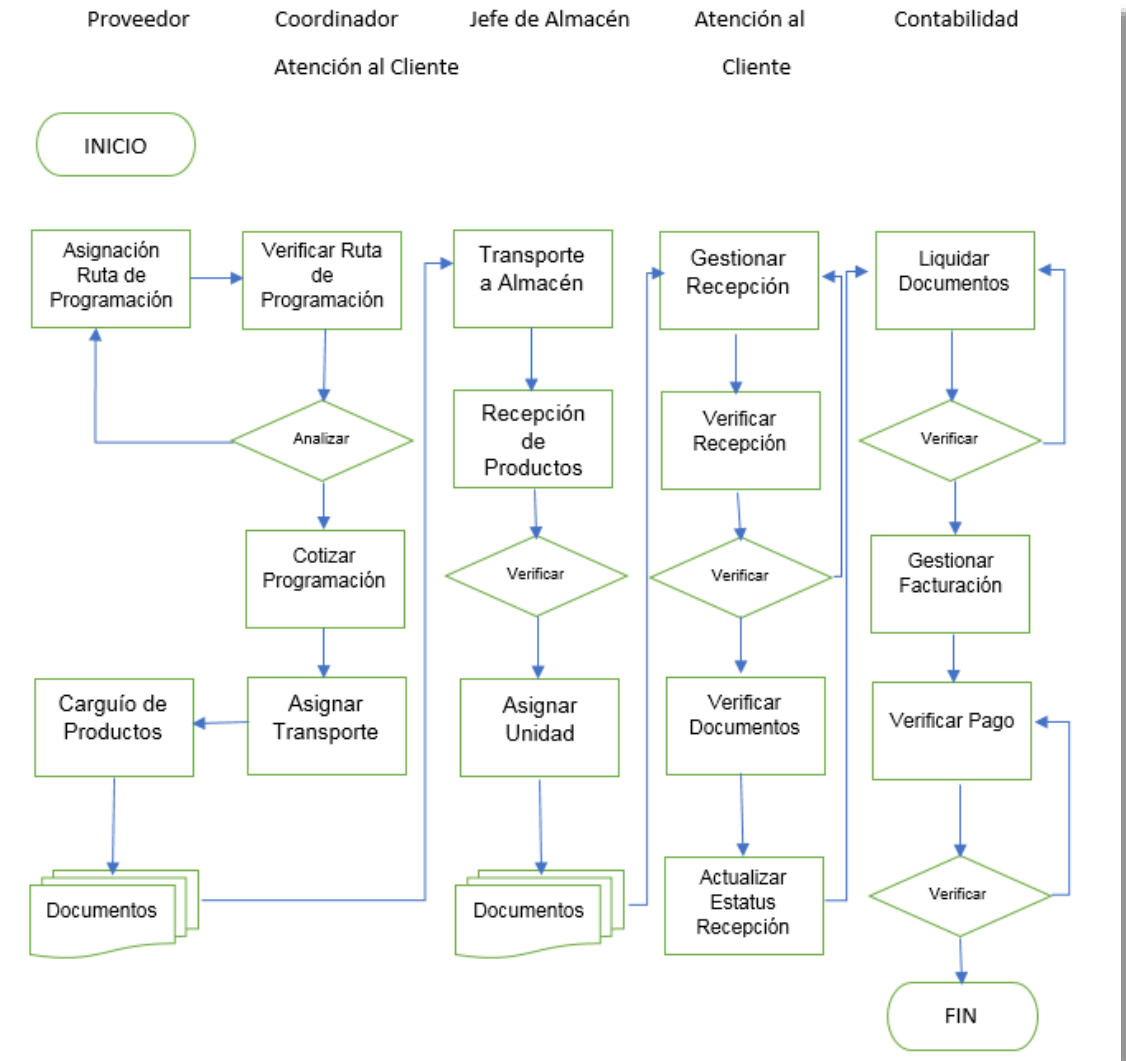 Proveedor
Coordinador
Atención al Cliente
Jefe de Almacén
Atención al
Cliente
Contabilidad
INICIO
Asignación
Ruta de
Programación
Verificar Ruta
de
Programación
Transporte
a Almacén
Gestionar
Recepción
Liquidar
Documentos
Analizar
Recepción
de
Productos
Verificar
Recepción
Verificar
Cotizar
Programación
Verificar
Verificar
Gestionar
Facturación
Carguío de
Productos
Asignar
Transporte
Asignar
Unidad
Verificar
Documentos
Verificar Pago
Documentos
Documentos
Actualizar
Estatus
Recepción
Verificar
FIN